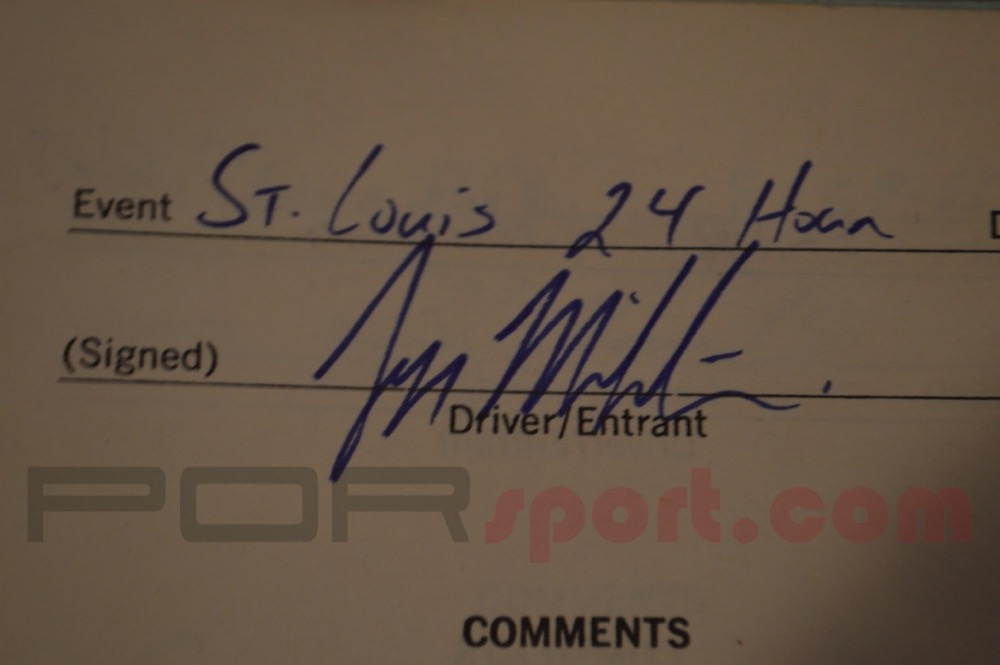 Event St. Louis 24 Hour D
(Signed)
Driver/Entrant
PORsport.com
COMMENTS